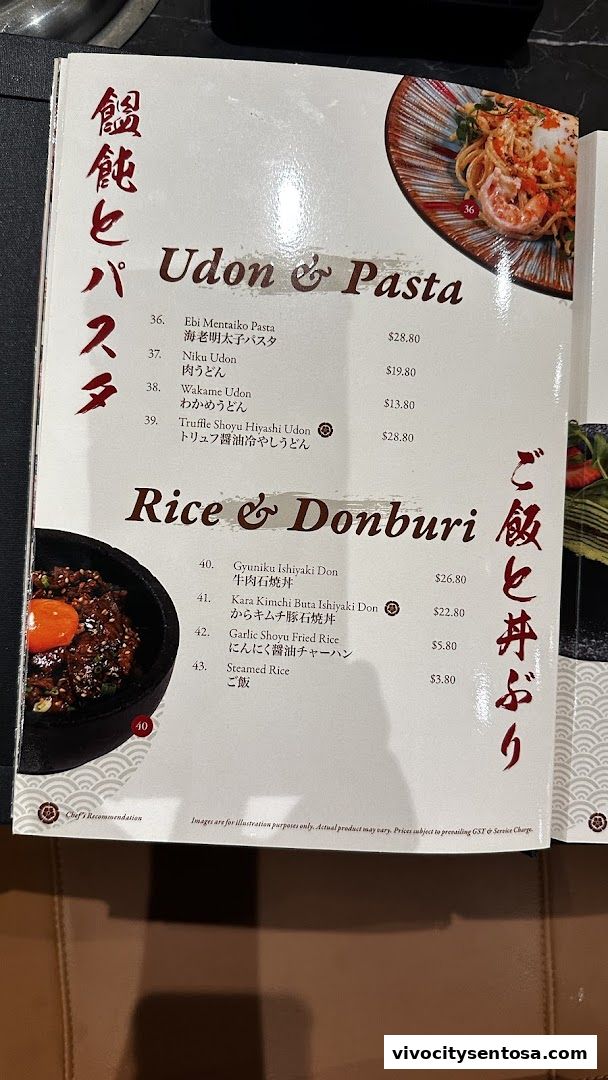 饂飩とパスタ
36
Udon & Pasta
36. Ebi Mentaiko Pasta $28.80
海老明太子パスタ
37. Niku Udon $19.80
肉うどん
38. Wakame Udon $13.80
わかめうどん
39. Truffle Shoyu Hiyashi Udon $28.80
トリュフ醤油冷やしうどん
ご飯と丼ぶり
Rice & Donburi
40. Gyuniku Ishiyaki Don $26.80
牛肉石焼丼
41. Kara Kimchi Buta Ishiyaki Don $22.80
からキムチ豚石焼丼
42. Garlic Shoyu Fried Rice $5.80
にんにく醤油チャーハン
43. Steamed Rice $3.80
ご飯
40
Chef's Recommendation
Images are for illustration purposes only. Actual product may vary. Prices subject to prevailing GST & Service Charge.
vivocitysentosa.com